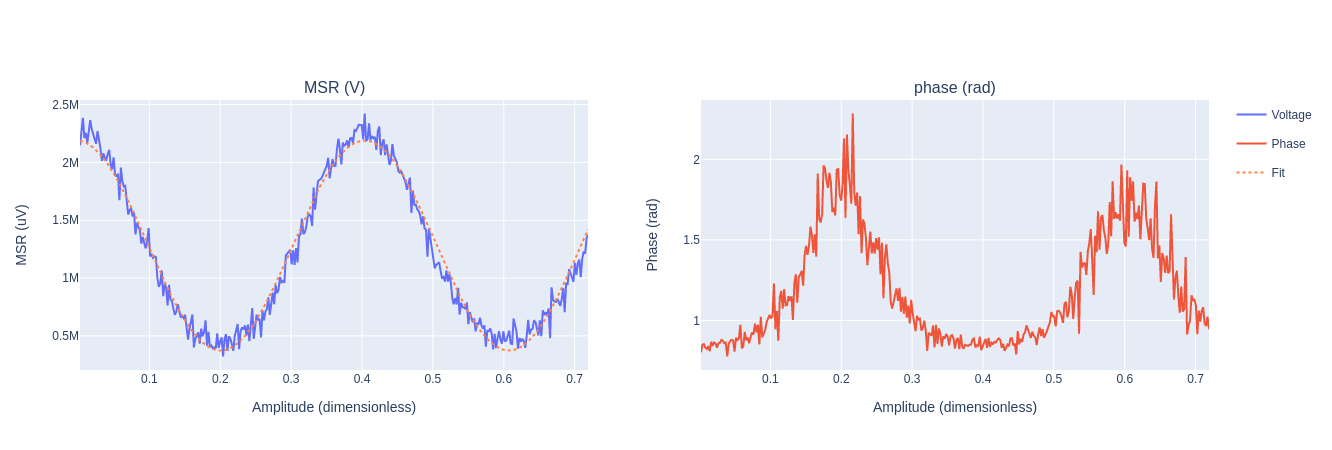 MSR (V)
phase (rad)
2.5M
2M
1.5M
1M
0.5M
MSR (uV)
0.1
0.2
0.3
0.4
0.5
0.6
0.7
Amplitude (dimensionless)
2
1.5
1
Phase (rad)
0.1
0.2
0.3
0.4
0.5
0.6
0.7
Amplitude (dimensionless)
Voltage
Phase
Fit